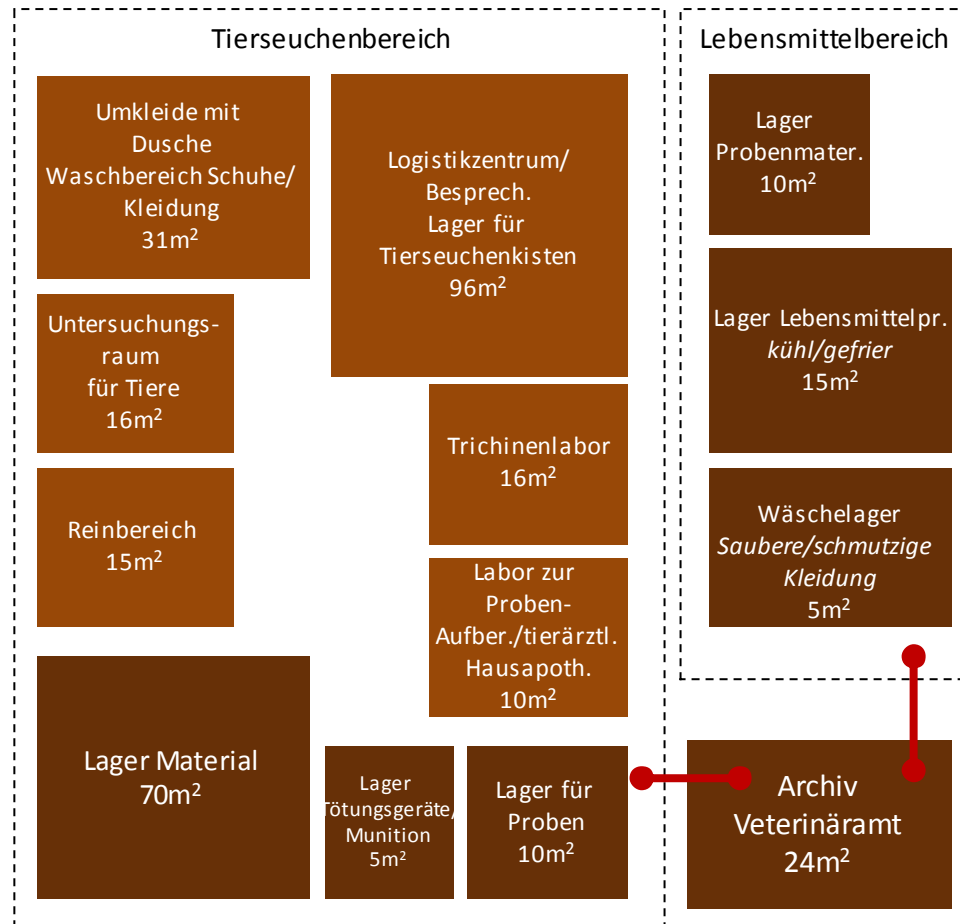 Tierseuchenbereich
Umkleide mit
Dusche
Waschbereich Schuhe/
Kleidung
31m²
Logistikzentrum/
Besprech.
Lager für
Tierseuchenkisten
96m²
Untersuchungs-
raum
für Tiere
16m²
Trichinenlabor
16m²
Reinbereich
15m²
Labor zur
Proben-
Aufber./tierärztl.
Hausapoth.
10m²
Lager Material
70m²
Lager
Tötungsgeräte/
Munition
5m²
Lager für
Proben
10m²
Lebensmittelbereich
Lager
Probenmater.
10m²
Lager Lebensmittelpr.
kühl/gefrier
15m²
Wäschelager
Saubere/schmutzige
Kleidung
5m²
Archiv
Veterinäramt
24m²